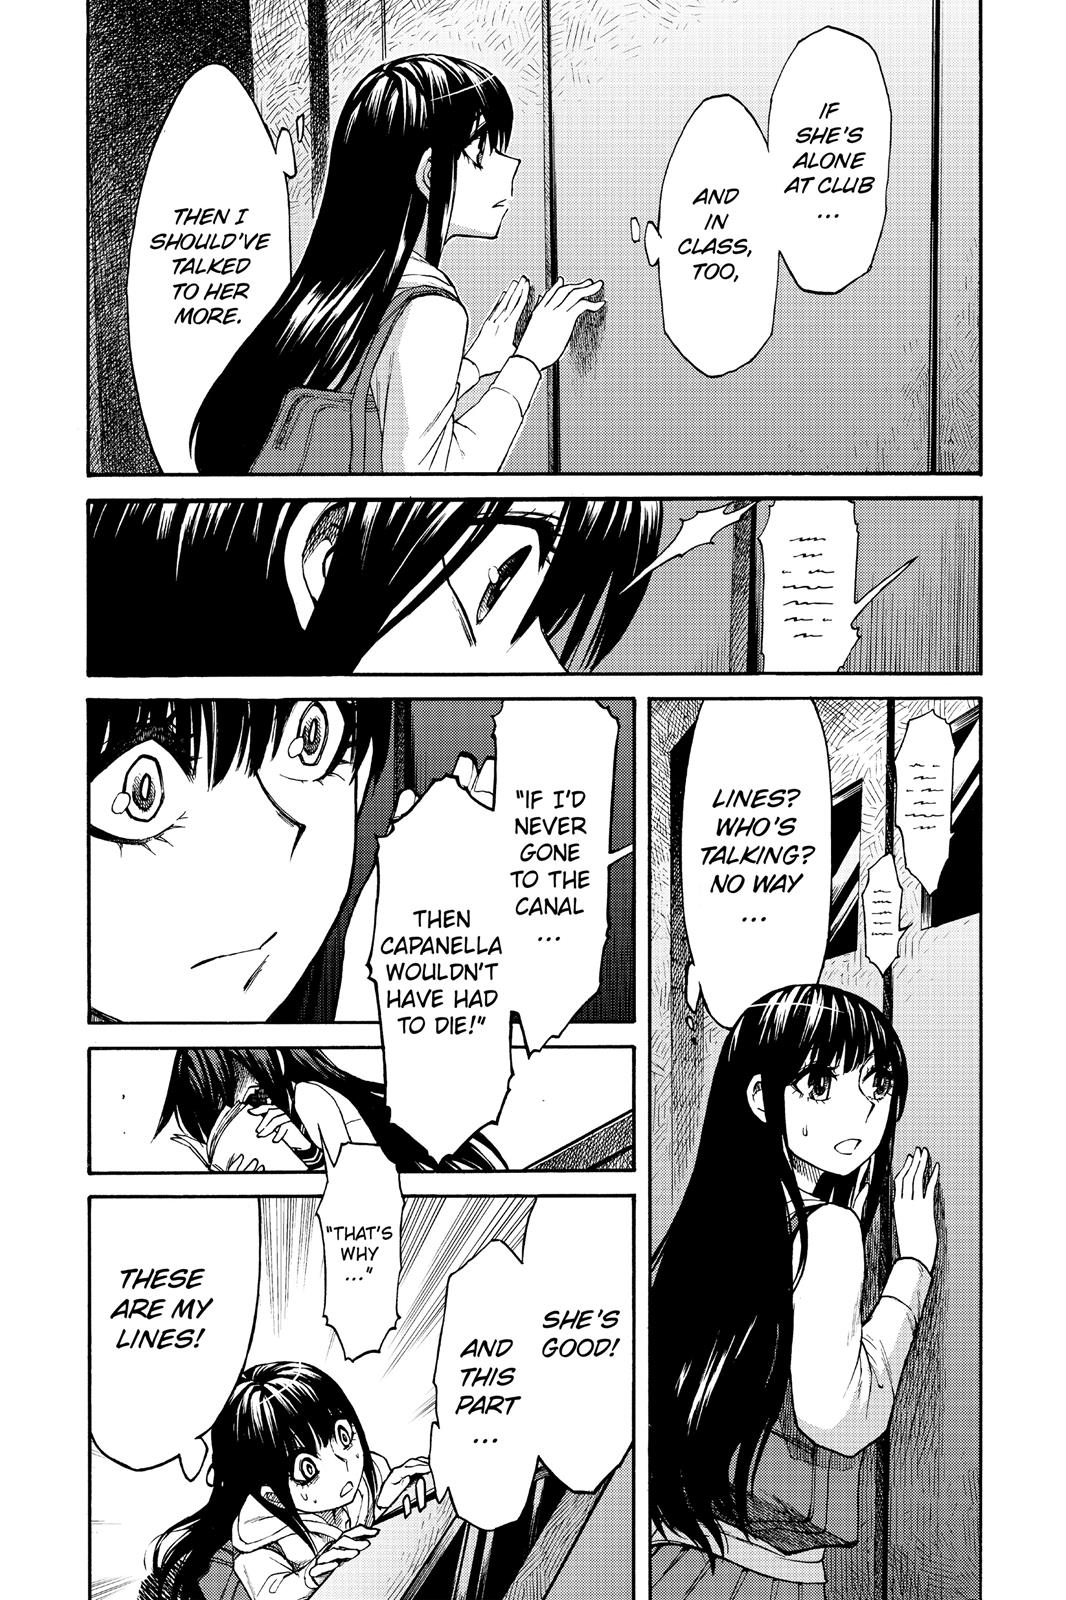 IF
SHE'S
ALONE
AT CLUB
...
AND
IN
CLASS,
TOO,
THEN I
SHOULD'VE
TALKED
TO HER
MORE.
LINES?
WHO'S
TALKING?
NO WAY
...
"IF I'D
NEVER
GONE
TO THE
CANAL
...
THEN
CAPANELLA
WOULDN'T
HAVE HAD
TO DIE!"
"THAT'S
WHY
..."
SHE'S
GOOD!
AND
THIS
PART
...
THESE
ARE MY
LINES!